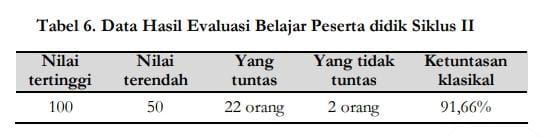 Tabel 6. Data Hasil Evaluasi Belajar Peserta didik Siklus II
Nilai tertinggi Nilai terendah Yang tuntas Yang tidak tuntas Ketuntasan klasikal
100 50 22 orang 2 orang 91,66%